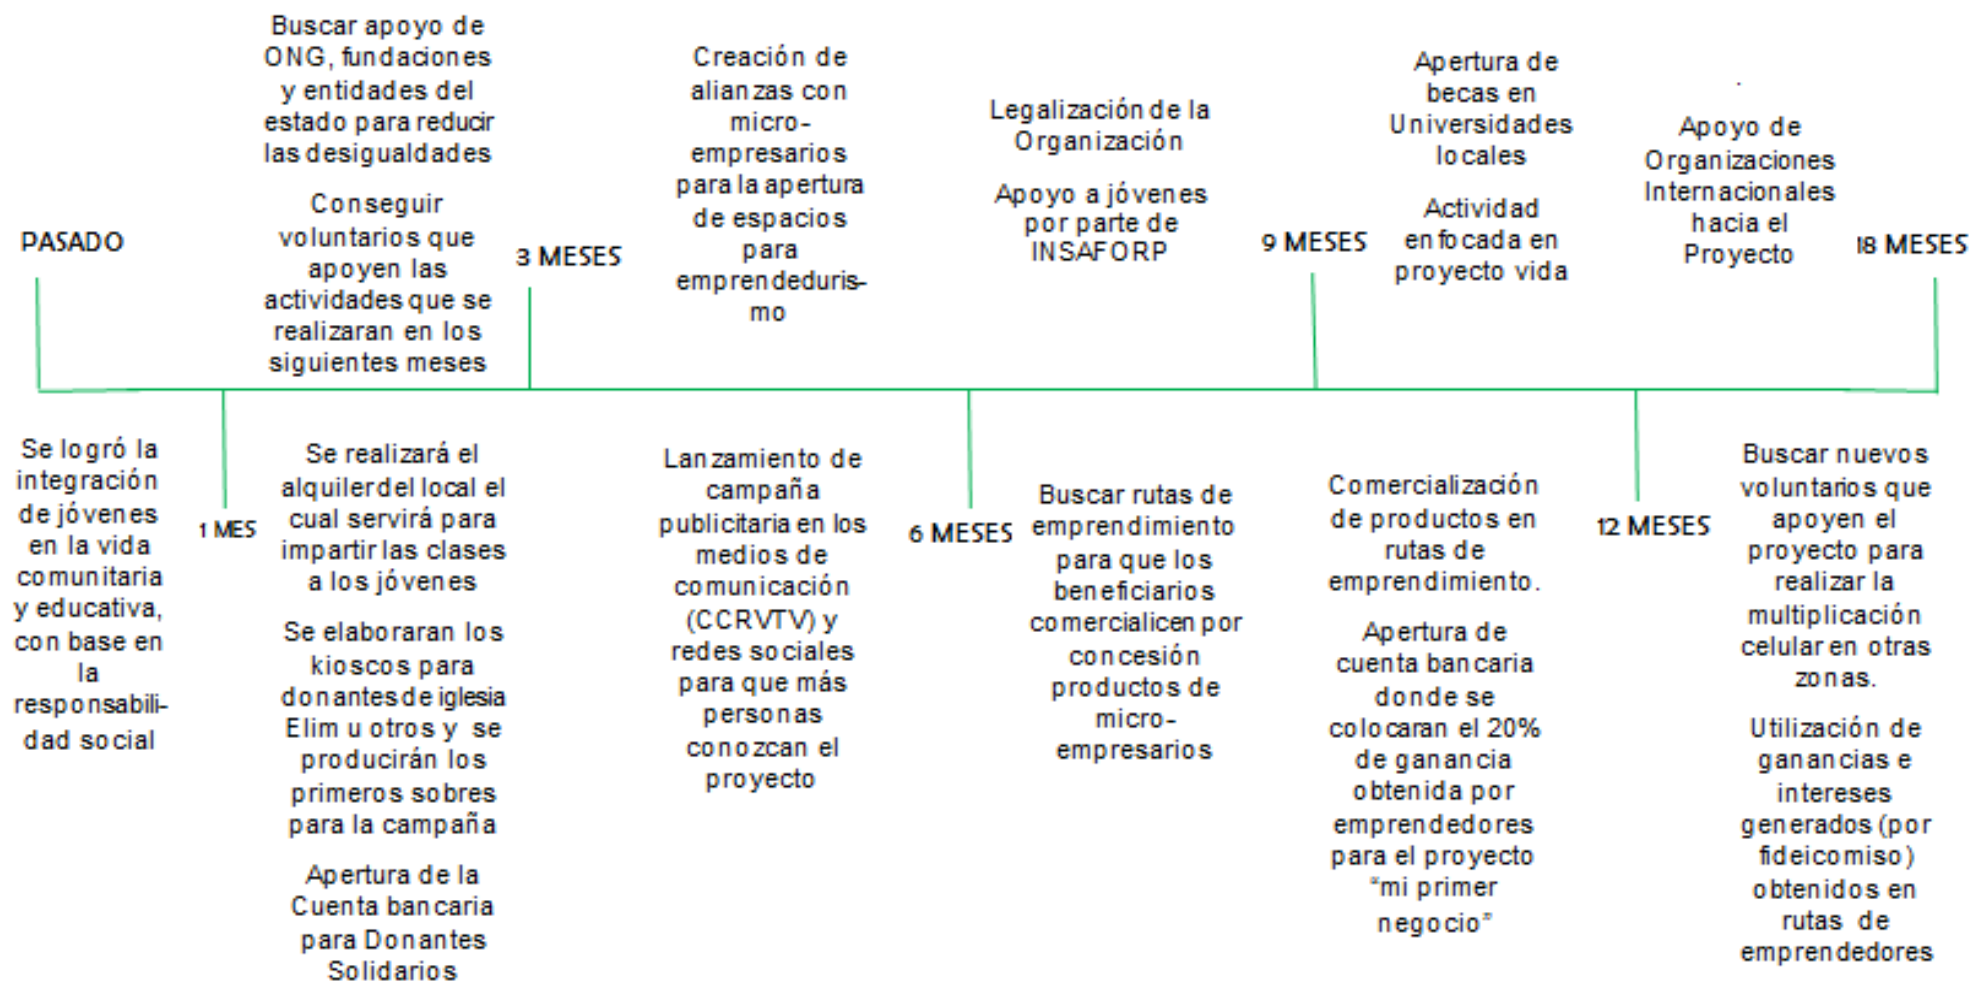 PASADO
Se logró la
integración
de jóvenes
en la vida
comunitaria
y educativa,
con base en
la
responsabili-
dad social
1 MES
Buscar apoyo de
ONG, fundaciones
y entidades del
estado para reducir
las desigualdades
Conseguir
voluntarios que
apoyen las
actividades que se
realizaran en los
siguientes meses
Se realizará el
alquiler del local el
cual servirá para
impartir las clases
a los jóvenes
Se elaboraran los
kioscos para
donantes de iglesia
Elim u otros y se
producirán los
primeros sobres
para la campaña
Apertura de la
Cuenta bancaria
para Donantes
Solidarios
3 MESES
Creación de
alianzas con
micro-
empresarios
para la apertura
de espacios
para
emprendeduris-
mo
Lanzamiento de
campaña
publicitaria en los
medios de
comunicación
(CCRVTV) y
redes sociales
para que más
personas
conozcan el
proyecto
6 MESES
Legalización de la
Organización
Apoyo a jóvenes
por parte de
INSAFORP
Buscar rutas de
emprendimiento
para que los
beneficiarios
comercialicen por
concesión
productos de
micro-
empresarios
9 MESES
Apertura de
becas en
Universidades
locales
Actividad
enfocada en
proyecto vida
Comercialización
de productos en
rutas de
emprendimiento.
Apertura de
cuenta bancaria
donde se
colocaran el 20%
de ganancia
obtenida por
emprendedores
para el proyecto
“mi primer
negocio”
12 MESES
.
Apoyo de
Organizaciones
Internacionales
hacia el
Proyecto
Buscar nuevos
voluntarios que
apoyen el
proyecto para
realizar la
multiplicación
celular en otras
zonas.
Utilización de
ganancias e
intereses
generados (por
fideicomiso)
obtenidos en
rutas de
emprendedores
18 MESES